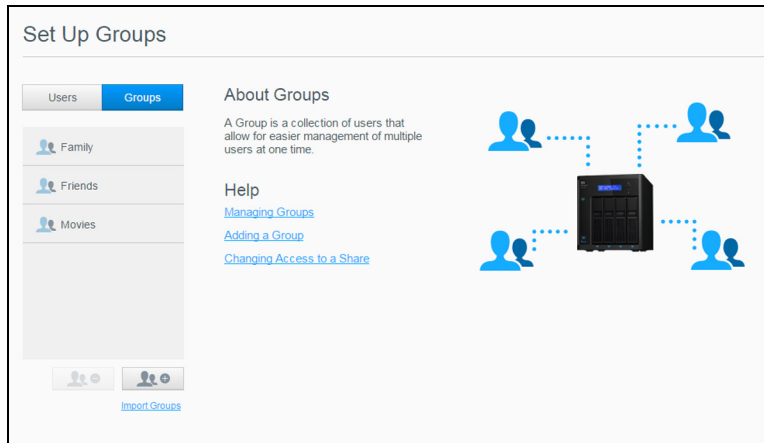 Set Up Groups
Users
Groups
Family
Friends
Movies
Import Groups
About Groups
A Group is a collection of users that
allow for easier management of multiple
users at one time.
Help
Managing Groups
Adding a Group
Changing Access to a Share